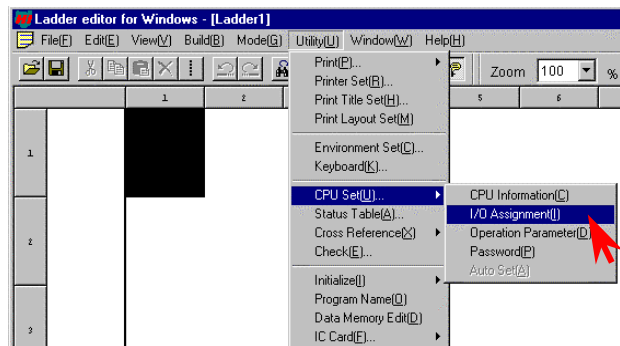 Ladder editor for Windows - [Ladder1]
File(F) Edit(E) View(V) Build(B) Mode(G) Utility(U) Window(W) Help(H)
Zoom 100 %
1 2 5 6
1
2
3
Print(P)...
Printer Set(R)...
Print Title Set(H)...
Print Layout Set(M)
Environment Set(C)...
Keyboard(K)...
CPU Set(U)...
Status Table(A)...
Cross Reference(X)
Check(E)...
Initialize(I)
Program Name(O)
Data Memory Edit(D)
IC Card(F)...
CPU Information(C)
I/O Assignment(I)
Operation Parameter(D)
Password(P)
Auto Set(A)